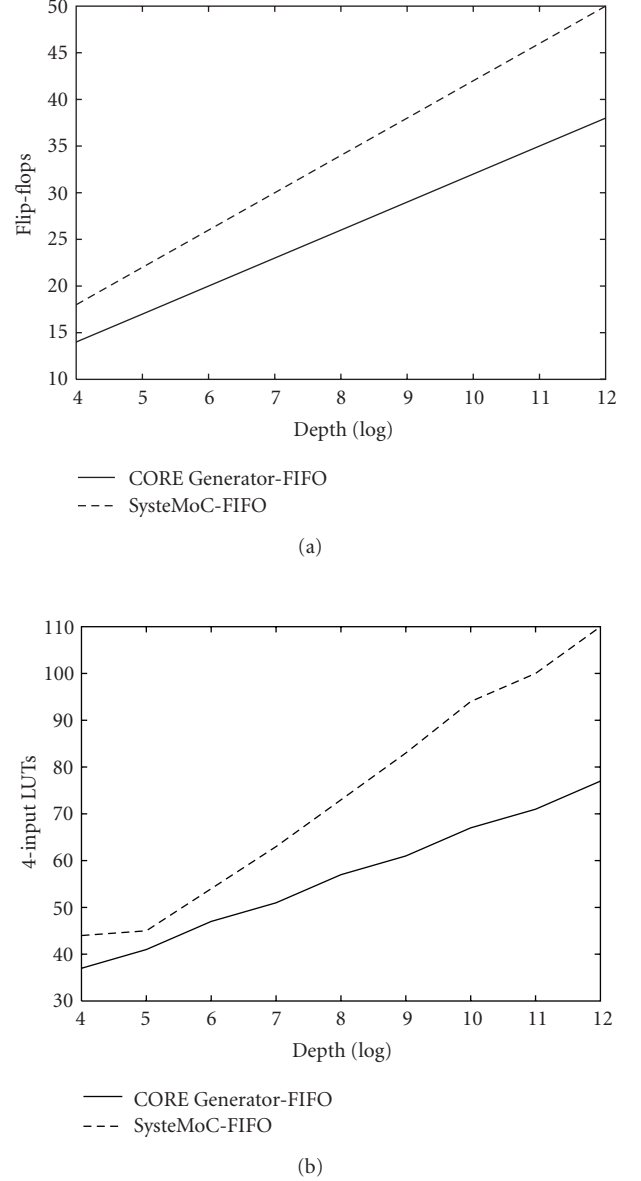 50
45
40
35
30
25
20
15
10
Flip-flops
4 5 6 7 8 9 10 11 12
Depth (log)
CORE Generator-FIFO
SysteMoC-FIFO
(a)
110
100
90
80
70
60
50
40
30
4-input LUTs
4 5 6 7 8 9 10 11 12
Depth (log)
CORE Generator-FIFO
SysteMoC-FIFO
(b)